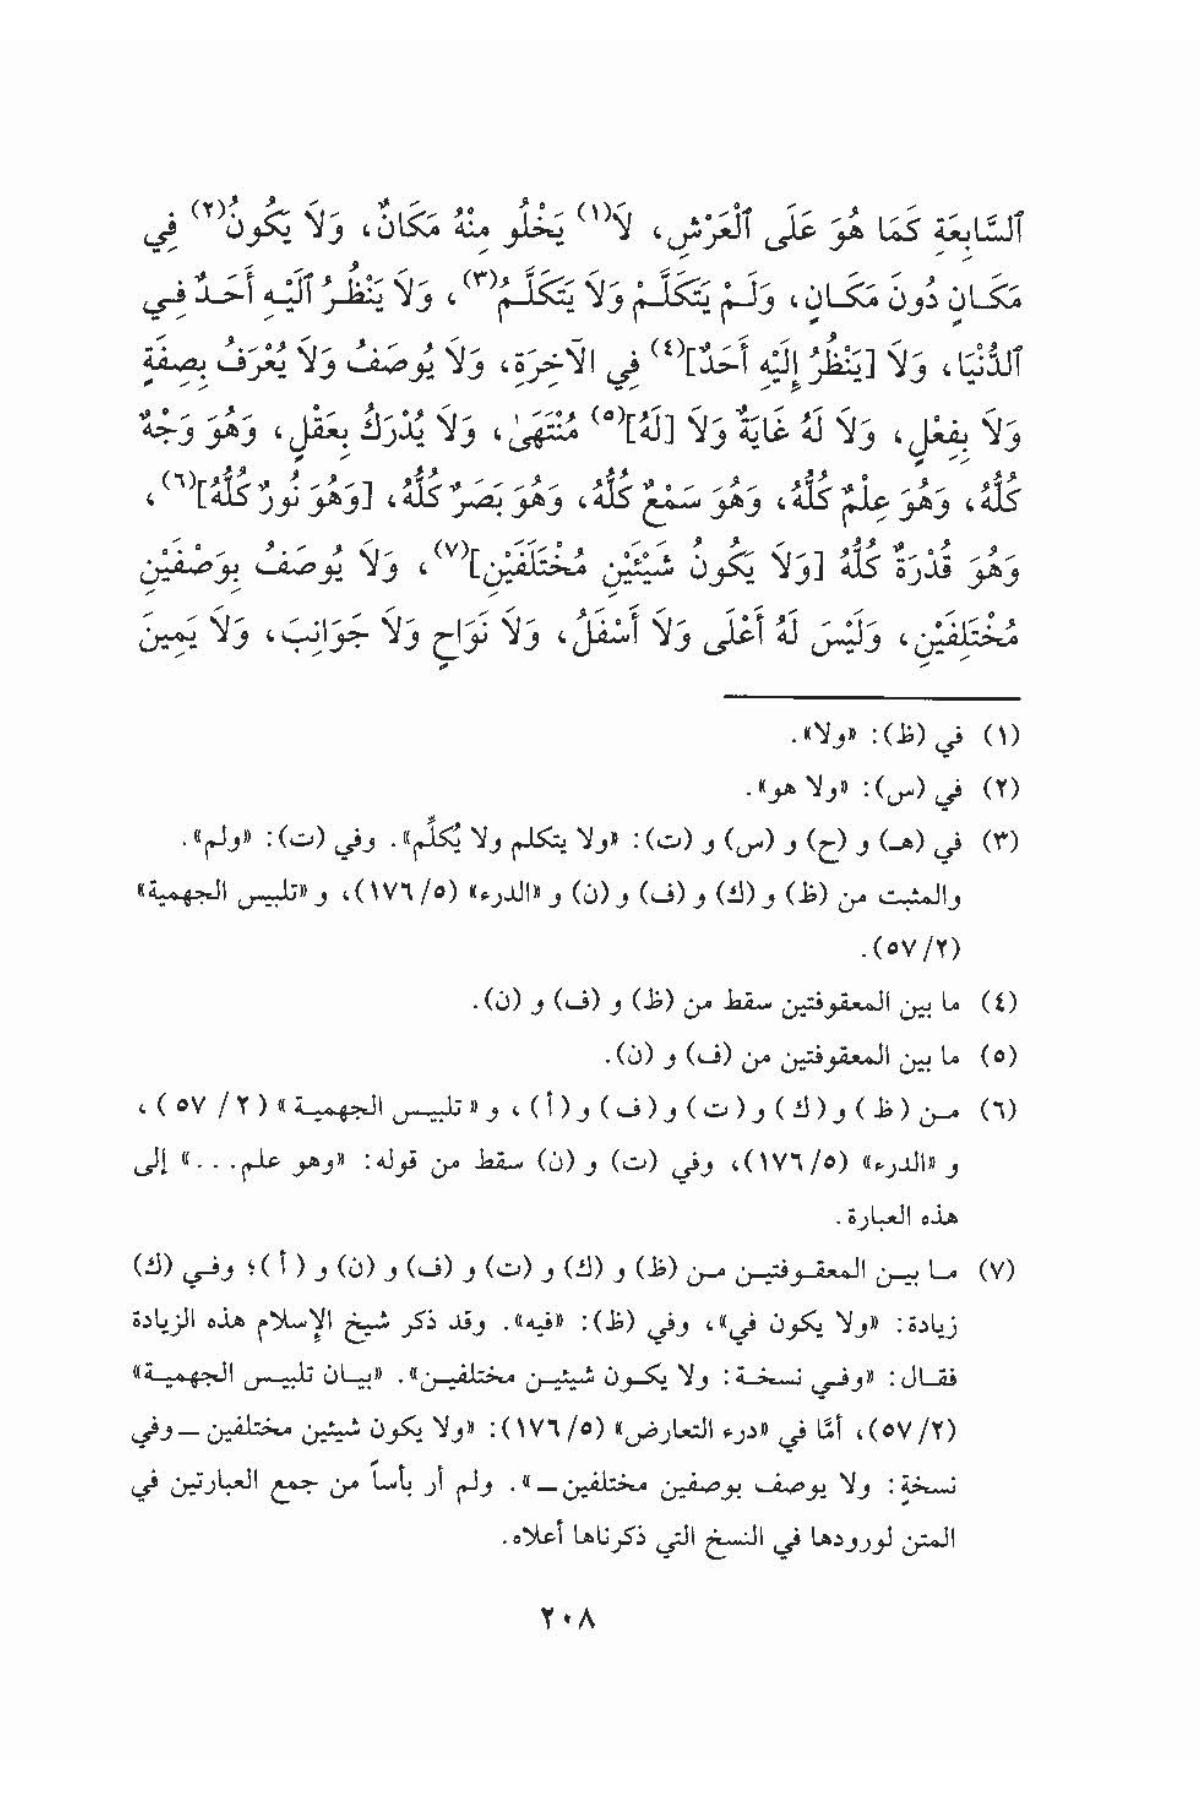 ٱلسَّابِعَةِ كَمَا هُوَ عَلَى ٱلْعَرْشِ، لَا(١) يَخْلُو مِنْهُ مَكَانٌ، وَلَا يَكُونُ(٢) فِي
مَكَانٍ دُونَ مَكَانٍ، وَلَمْ يَتَكَلَّمْ وَلَا يَتَكَلَّمُ(٣)، وَلَا يَنْظُرُ ٱلَيْهِ أَحَدٌ فِي
ٱلدُّنْيَا، وَلَا [يَنْظُرُ إِلَيْهِ أَحَدٌ](٤) فِي الآخِرَةِ، وَلَا يُوصَفُ وَلَا يُعْرَفُ بِصِفَةٍ
وَلَا بِفِعْلٍ، وَلَا لَهُ غَايَةٌ وَلَا [لَهُ](٥) مُنْتَهَىٰ، وَلَا يُدْرَكُ بِعَقْلٍ، وَهُوَ وَجْهٌ
كُلُّهُ، وَهُوَ عِلْمٌ كُلُّهُ، وَهُوَ سَمْعٌ كُلُّهُ، وَهُوَ بَصَرٌ كُلُّهُ، [وَهُوَ نُورٌ كُلُّهُ](٦)،
وَهُوَ قُدْرَةٌ كُلُّهُ [وَلَا يَكُونُ شَيْئَيْنِ مُخْتَلَفَيْنِ](٧)، وَلَا يُوصَفُ بِوَصْفَيْنِ
مُخْتَلِفَيْنِ، وَلَيْسَ لَهُ أَعْلَى وَلَا أَسْفَلُ، وَلَا نَوَاحٍ وَلَا جَوَانِبَ، وَلَا يَمِينَ
(١) في (ظ): «ولا».
(٢) في (س): «ولا هو».
(٣) في (هـ) و (ح) و (س) و (ت): «ولا يتكلم ولا يُكلِّم». وفي (ت): «ولم».
والمثبت من (ظ) و (ك) و (ف) و (ن) و «الدرء» (٥/ ١٧٦)، و «تلبيس الجهمية»
(٢/ ٥٧).
(٤) ما بين المعقوفتين سقط من (ظ) و (ف) و (ن).
(٥) ما بين المعقوفتين من (ف) و (ن).
(٦) من (ظ) و (ك) و (ت) و (ف) و (أ)، و «تلبيس الجهمية» (٢/ ٥٧)،
و «الدرء» (٥/ ١٧٦)، وفي (ت) و (ن) سقط من قوله: «وهو علم...» إلى
هذه العبارة.
(٧) ما بين المعقوفتين من (ظ) و (ك) و (ت) و (ف) و (ن) و (أ)؛ وفي (ك)
زيادة: «ولا يكون في»، وفي (ظ): «فيه». وقد ذكر شيخ الإسلام هذه الزيادة
فقال: «وفي نسخة: ولا يكون شيئين مختلفين». «بيان تلبيس الجهمية»
(٢/ ٥٧)، أمَّا في «درء التعارض» (٥/ ١٧٦): «ولا يكون شيئين مختلفين ــ وفي
نسخةٍ: ولا يوصف بوصفين مختلفين ــ». ولم أر بأساً من جمع العبارتين في
المتن لورودها في النسخ التي ذكرناها أعلاه.
٢٠٨